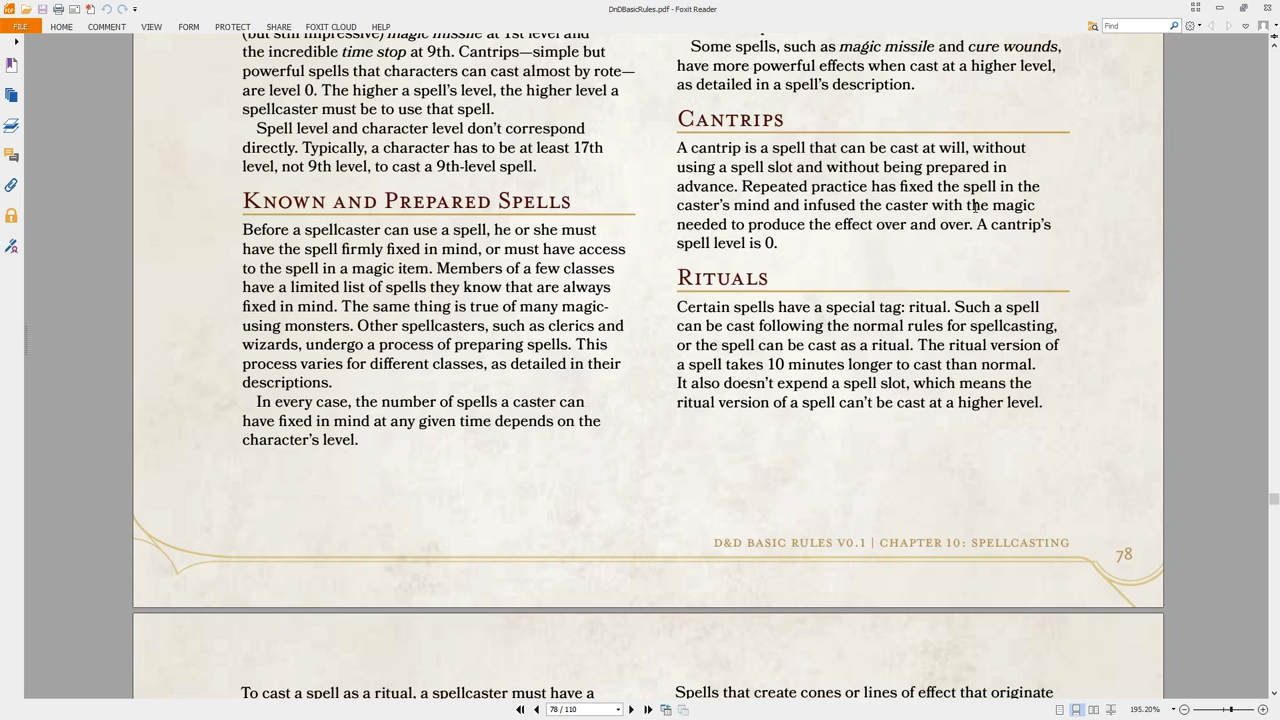 DnDBasicRules.pdf - Foxit Reader
FILE HOME COMMENT VIEW FORM PROTECT SHARE FOXIT CLOUD HELP
Find
(but still impressive) magic missile at 1st level and
the incredible time stop at 9th. Cantrips—simple but
powerful spells that characters can cast almost by rote—
are level 0. The higher a spell's level, the higher level a
spellcaster must be to use that spell.
Spell level and character level don't correspond
directly. Typically, a character has to be at least 17th
level, not 9th level, to cast a 9th-level spell.
Known and Prepared Spells
Before a spellcaster can use a spell, he or she must
have the spell firmly fixed in mind, or must have access
to the spell in a magic item. Members of a few classes
have a limited list of spells they know that are always
fixed in mind. The same thing is true of many magic-
using monsters. Other spellcasters, such as clerics and
wizards, undergo a process of preparing spells. This
process varies for different classes, as detailed in their
descriptions.
In every case, the number of spells a caster can
have fixed in mind at any given time depends on the
character's level.
Some spells, such as magic missile and cure wounds,
have more powerful effects when cast at a higher level,
as detailed in a spell's description.
Cantrips
A cantrip is a spell that can be cast at will, without
using a spell slot and without being prepared in
advance. Repeated practice has fixed the spell in the
caster's mind and infused the caster with the magic
needed to produce the effect over and over. A cantrip's
spell level is 0.
Rituals
Certain spells have a special tag: ritual. Such a spell
can be cast following the normal rules for spellcasting,
or the spell can be cast as a ritual. The ritual version of
a spell takes 10 minutes longer to cast than normal.
It also doesn't expend a spell slot, which means the
ritual version of a spell can't be cast at a higher level.
D&D BASIC RULES V0.1 | CHAPTER 10: SPELLCASTING
78
To cast a spell as a ritual, a spellcaster must have a
Spells that create cones or lines of effect that originate
78 / 110
195.20%